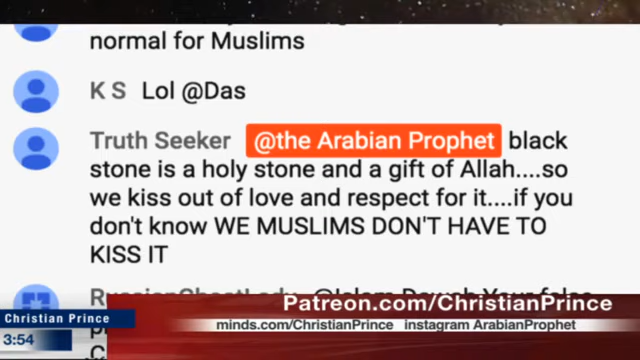 normal for Muslims
K S Lol @Das
Truth Seeker @the Arabian Prophet black
stone is a holy stone and a gift of Allah....so
we kiss out of love and respect for it....if you
don't know WE MUSLIMS DON'T HAVE TO
KISS IT
Patreon.com/ChristianPrince
Christian Prince
minds.com/ChristianPrince instagram ArabianProphet
3:54